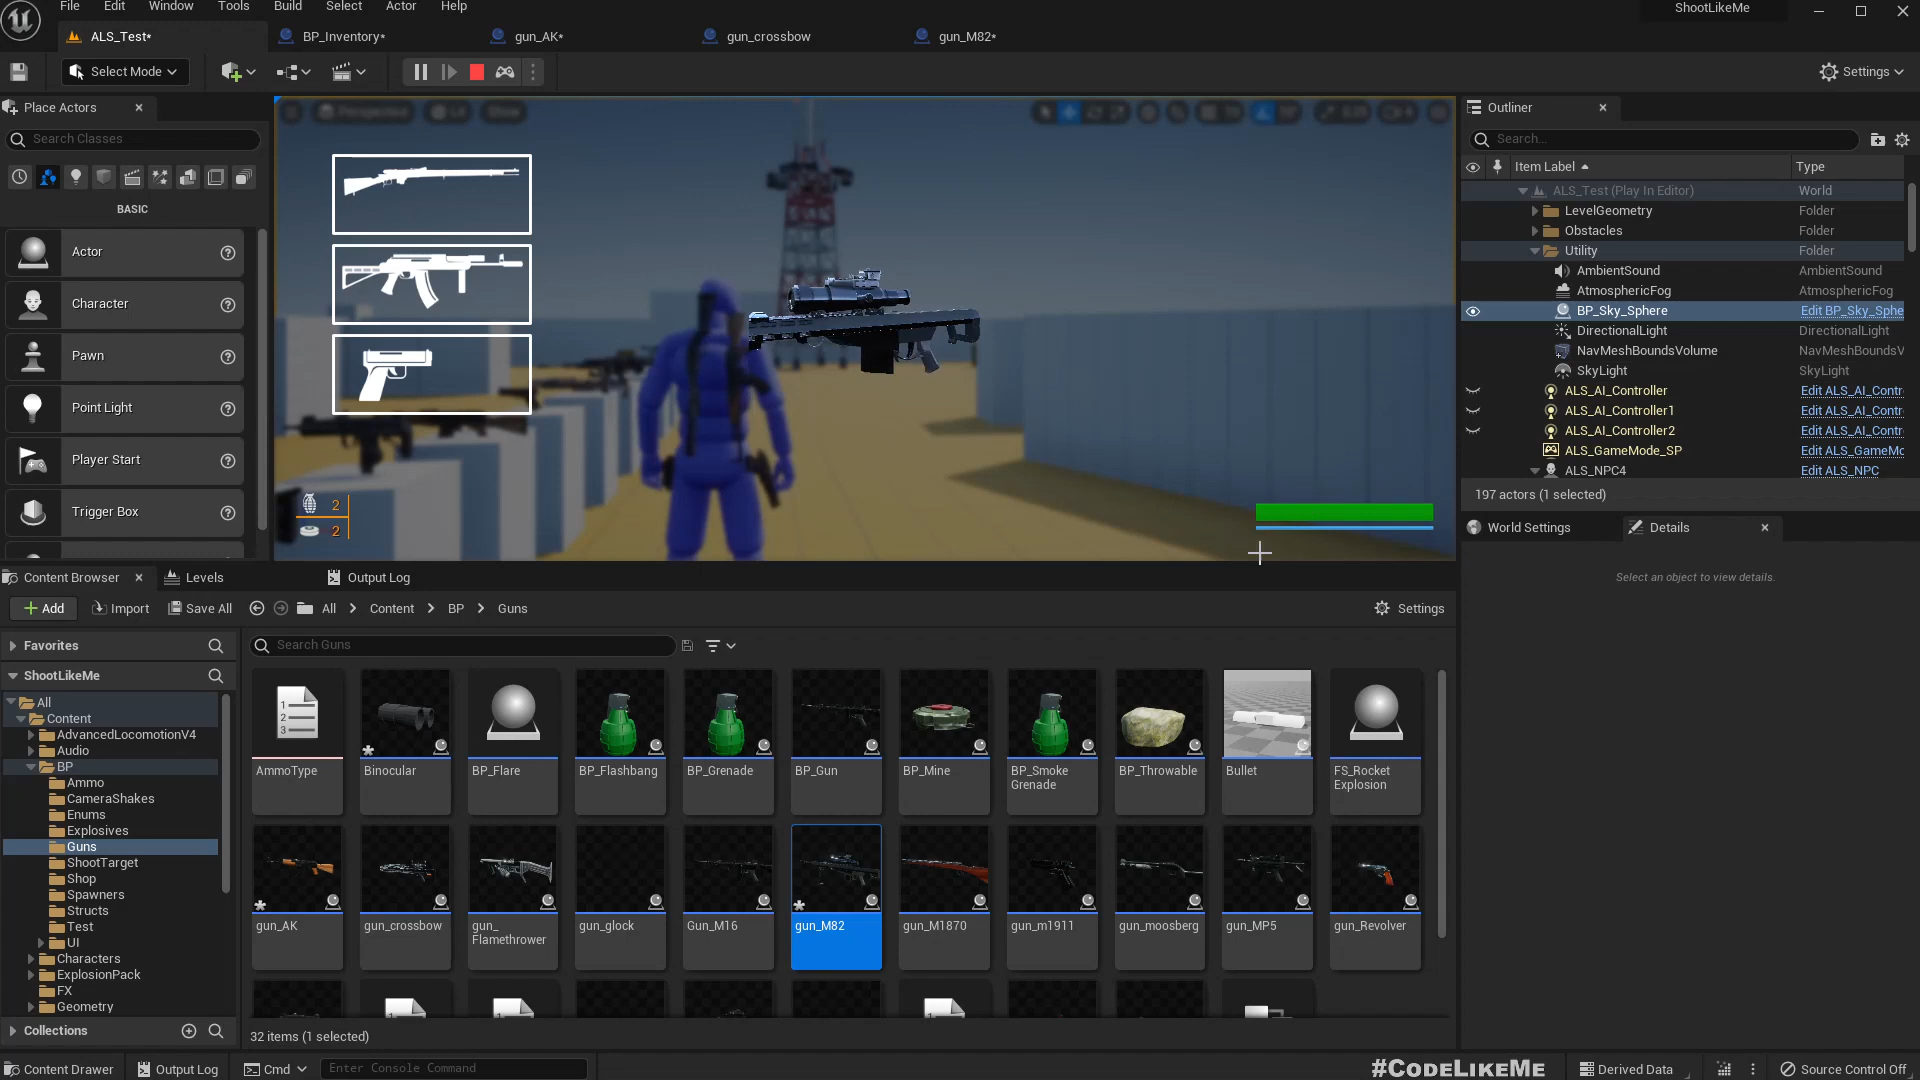 File Edit Window Tools Build Select Actor Help
ShootLikeMe
ALS_Test* BP_Inventory* gun_AK* gun_crossbow gun_M82*
Select Mode
Settings
Place Actors
Search Classes
BASIC
Actor
Character
Pawn
Point Light
Player Start
Trigger Box
Perspective Lit Show
2
2
Outliner
Search...
Item Label Type
ALS_Test (Play In Editor) World
LevelGeometry Folder
Obstacles Folder
Utility Folder
AmbientSound AmbientSound
AtmosphericFog AtmosphericFog
BP_Sky_Sphere Edit BP_Sky_Sphe
DirectionalLight DirectionalLight
NavMeshBoundsVolume NavMeshBoundsV
SkyLight SkyLight
ALS_AI_Controller Edit ALS_AI_Contr
ALS_AI_Controller1 Edit ALS_AI_Contr
ALS_AI_Controller2 Edit ALS_AI_Contr
ALS_GameMode_SP Edit ALS_GameMo
ALS_NPC4 Edit ALS_NPC
197 actors (1 selected)
World Settings Details
Select an object to view details.
Content Browser Levels Output Log
Add Import Save All All Content BP Guns Settings
Favorites
Search Guns
ShootLikeMe
All
Content
AdvancedLocomotionV4
Audio
BP
Ammo
CameraShakes
Enums
Explosives
Guns
ShootTarget
Shop
Spawners
Structs
Test
UI
Characters
ExplosionPack
FX
Geometry
Collections
AmmoType Binocular BP_Flare BP_Flashbang BP_Grenade BP_Gun BP_Mine BP_Smoke Grenade BP_Throwable Bullet FS_Rocket Explosion
gun_AK gun_crossbow gun_ Flamethrower gun_glock Gun_M16 gun_M82 gun_M1870 gun_m1911 gun_moosberg gun_MP5 gun_Revolver
32 items (1 selected)
Content Drawer Output Log Cmd Enter Console Command
#CODELIKEME
Derived Data Source Control Off